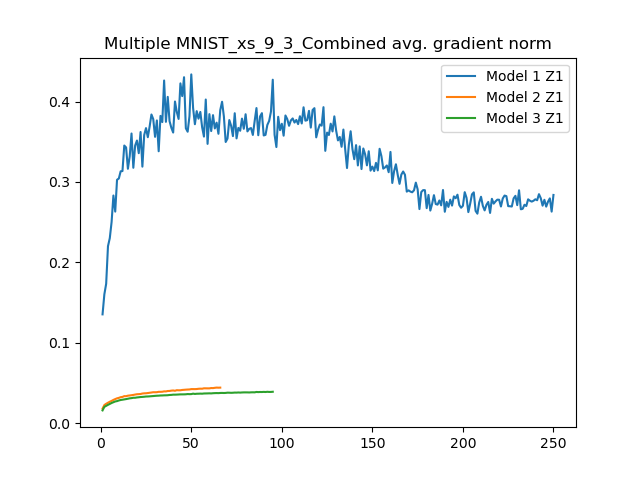 Multiple MNIST_xs_9_3_Combined avg. gradient norm
Model 1 Z1
Model 2 Z1
Model 3 Z1
0.4
0.3
0.2
0.1
0.0
0 50 100 150 200 250